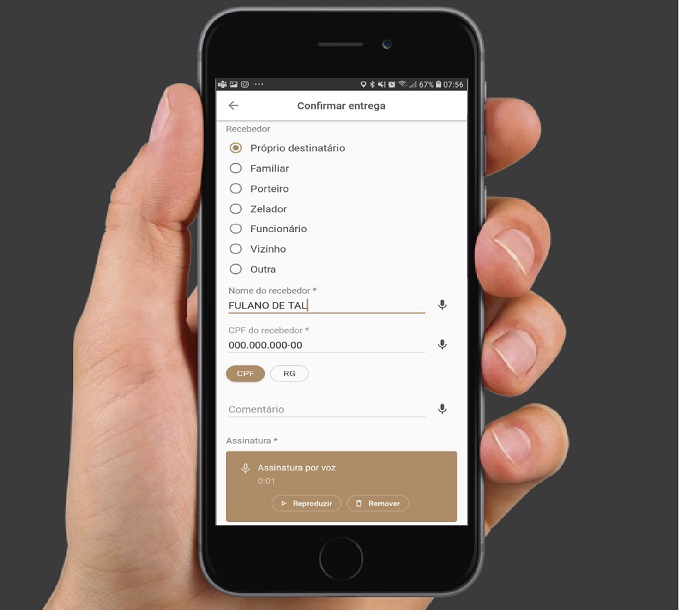 67% 07:56
Confirmar entrega
Recebedor
Próprio destinatário
Familiar
Porteiro
Zelador
Funcionário
Vizinho
Outra
Nome do recebedor *
FULANO DE TAL
CPF do recebedor *
000.000.000-00
CPF RG
Comentário
Assinatura *
Assinatura por voz
0:01
Reproduzir Remover